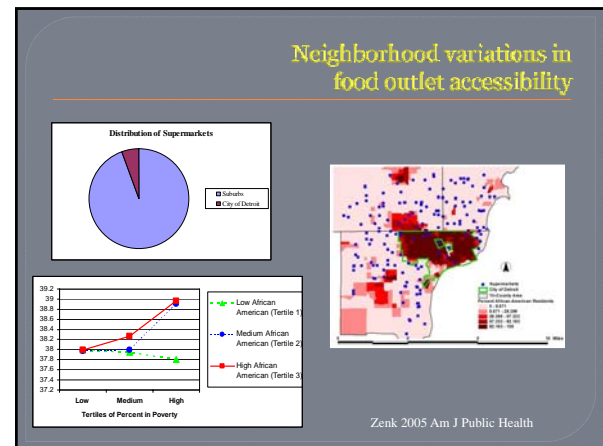 Neighborhood variations in
food outlet accessibility
Distribution of Supermarkets
Suburbs
City of Detroit
39.2
39
38.8
38.6
38.4
38.2
38
37.8
37.6
37.4
37.2
Low
Medium
High
Tertiles of Percent in Poverty
Low African
American (Tertile 1)
Medium African
American (Tertile 2)
High African
American (Tertile 3)
Supermarkets
City of Detroit
Tri-County Area
Percent African American Residents
Miles
Zenk 2005 Am J Public Health